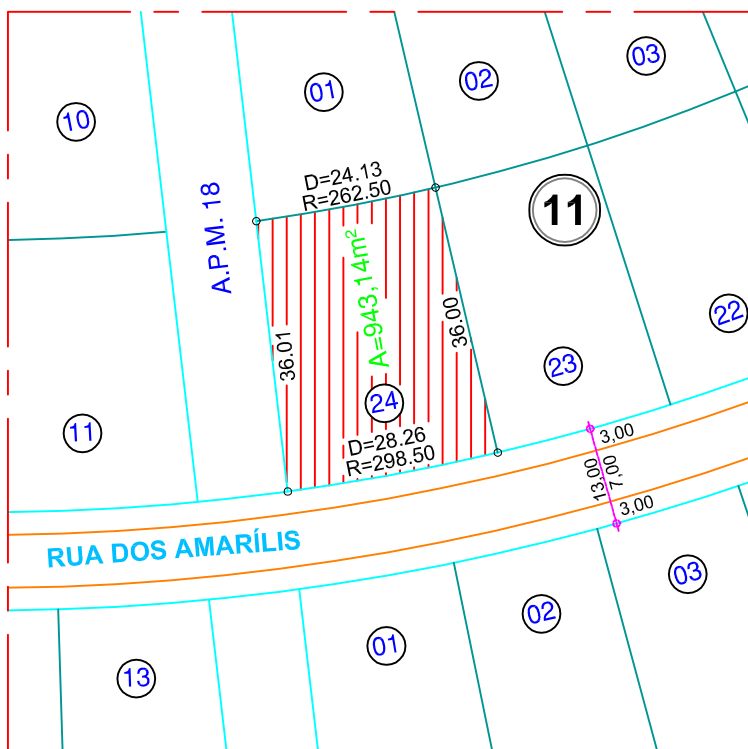 03
02
01
10
D=24.13
R=262.50
11
A.P.M. 18
A=943,14m²
36.01
36.00
22
23
24
11
D=28.26
R=298.50
3,00
13,00
7,00
3,00
RUA DOS AMARÍLIS
03
02
01
13